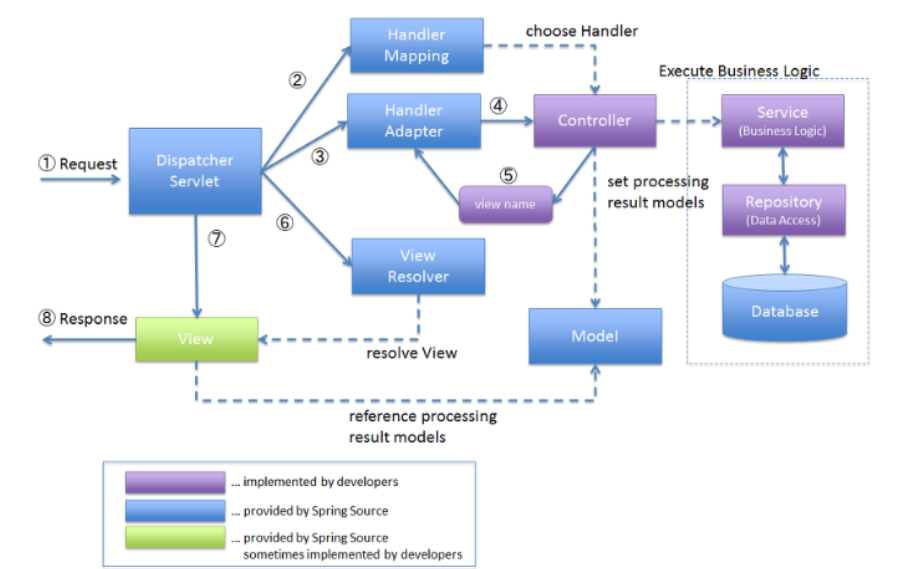 Handler
Mapping
choose Handler
②
Execute Business Logic
Handler
Adapter
④
Controller
Service
(Business Logic)
① Request
Dispatcher
Servlet
③
⑤
view name
set processing
result models
Repository
(Data Access)
⑥
⑦
View
Resolver
Database
⑧ Response
View
resolve View
Model
reference processing
result models
... implemented by developers
... provided by Spring Source
... provided by Spring Source
sometimes implemented by developers